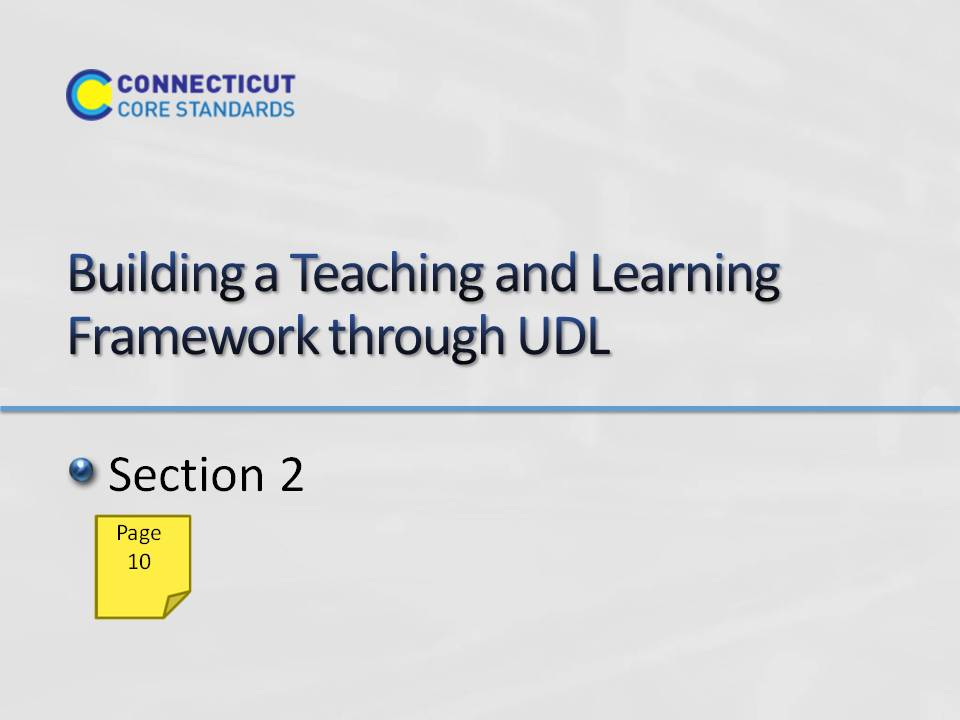 CONNECTICUT
CORE STANDARDS
Building a Teaching and Learning
Framework through UDL
Section 2
Page
10